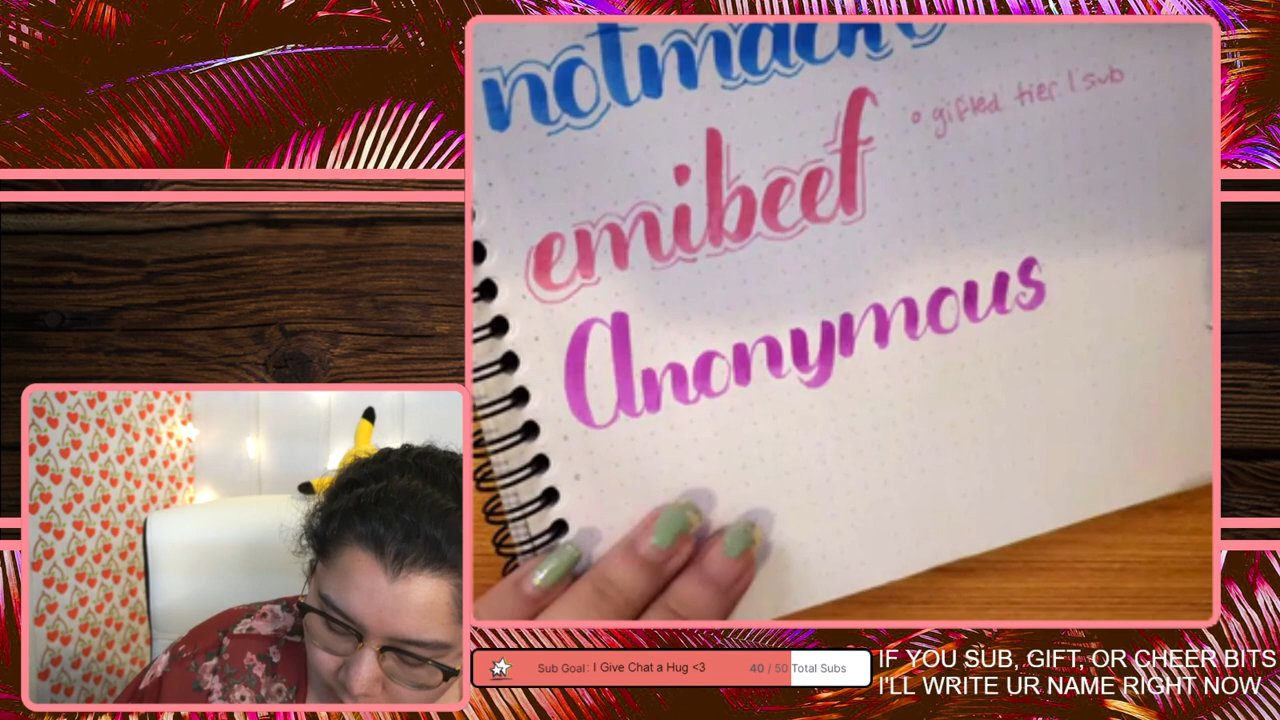 emibeef
gifted tier 1 sub
Anonymous
Sub Goal: I Give Chat a Hug <3
40 / 50 Total Subs
IF YOU SUB, GIFT, OR CHEER BITS
I'LL WRITE UR NAME RIGHT NOW